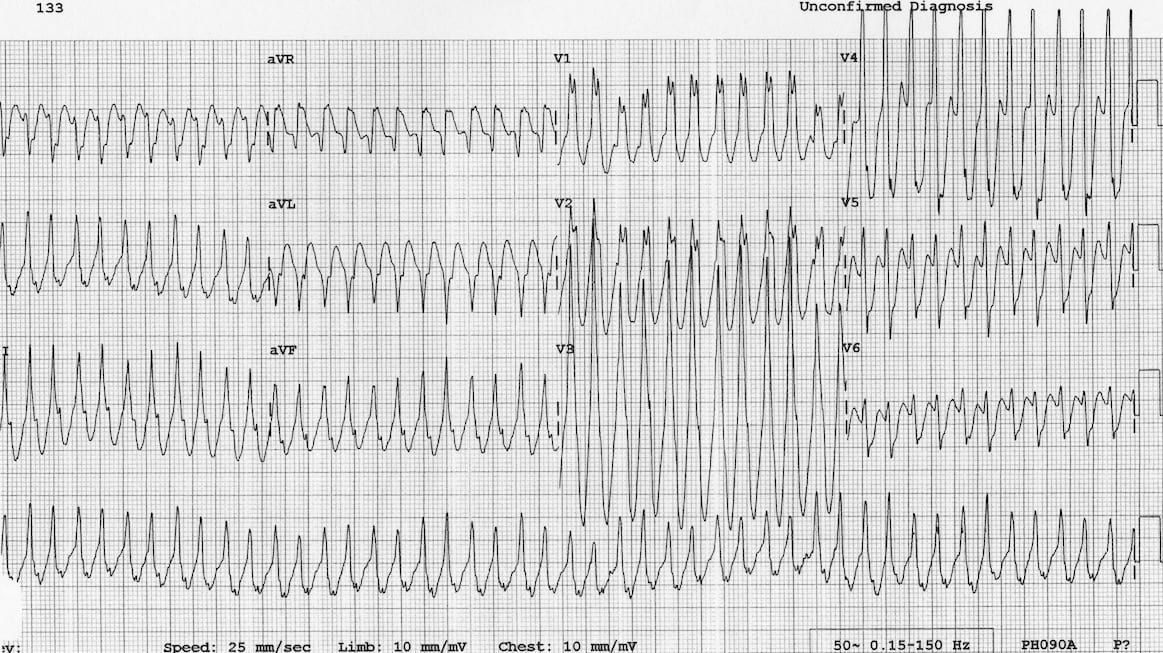 133
Unconfirmed Diagnosis
aVR
V1
V4
aVL
V2
V5
I
aVF
V3
V6
Speed: 25 mm/sec Limb: 10 mm/mV Chest: 10 mm/mV
50~ 0.15-150 Hz PH090A P?